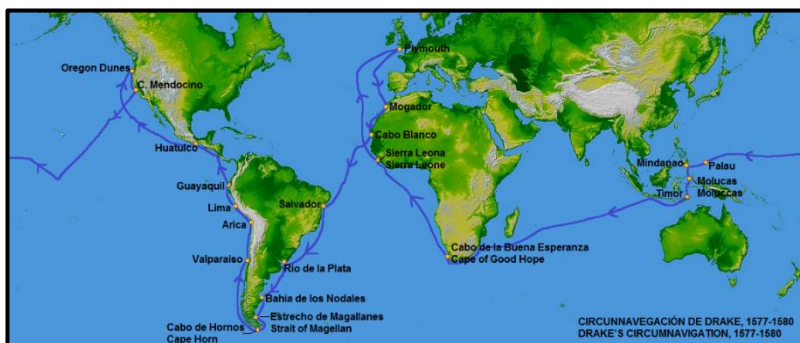 Plymouth
Oregon Dunes
C. Mendocino
Mogador
Cabo Blanco
Huatulco
Sierra Leona
Sierra Leone
Mindanao
Palau
Guayaquil
Molucas
Moluccas
Timor
Lima
Salvador
Arica
Cabo de la Buena Esperanza
Cape of Good Hope
Valparaiso
Rio de la Plata
Bahía de los Nodales
Estrecho de Magallanes
Strait of Magellan
Cabo de Hornos
Cape Horn
CIRCUNNAVEGACIÓN DE DRAKE, 1577-1580
DRAKE'S CIRCUMNAVIGATION, 1577-1580